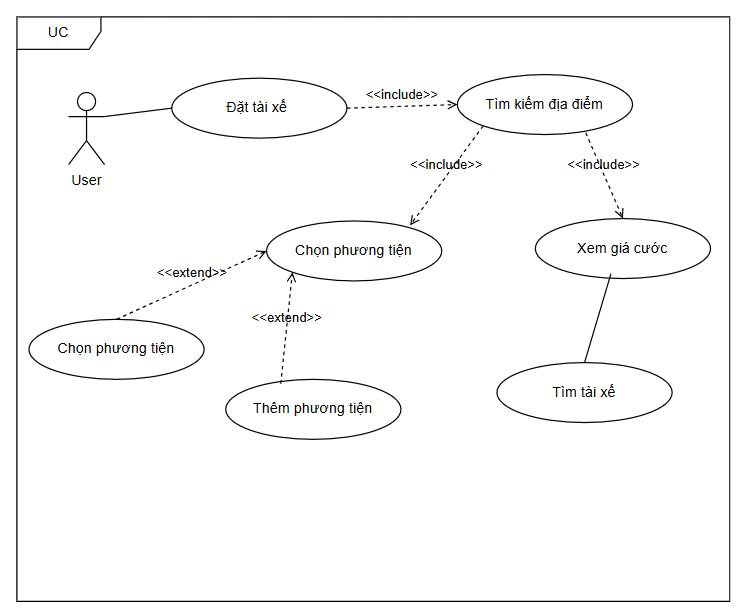 UC
Đặt tài xế
<<include>>
Tìm kiếm địa điểm
User
<<include>>
<<include>>
Chọn phương tiện
Xem giá cước
<<extend>>
<<extend>>
Chọn phương tiện
Thêm phương tiện
Tìm tài xế